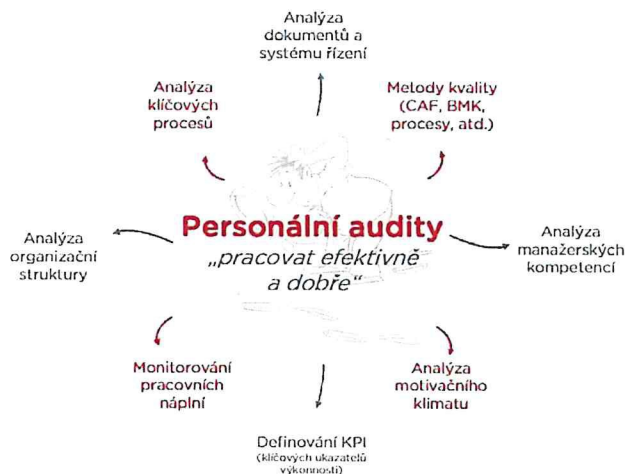 Analýza
dokumentů a
systému řízení
Analýza
klíčových
procesů
Metody kvality
(CAF, BMK,
procesy, atd.)
Personální audity
„pracovat efektivně
a dobře“
Analýza
organizační
struktury
Analýza
manažerských
kompetencí
Monitorování
pracovních
náplní
Analýza
motivačního
klimatu
Definování KPI
(klíčových ukazatelů
výkonnosti)